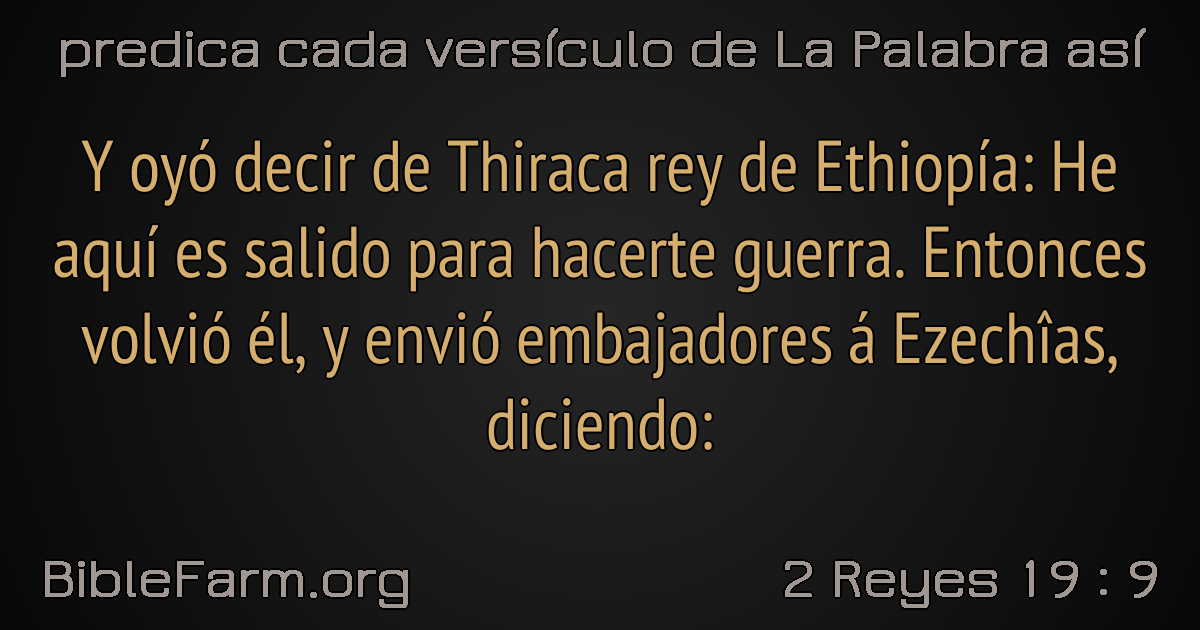 predica cada versículo de La Palabra así
Y oyó decir de Thiraca rey de Ethiopía: He
aquí es salido para hacerte guerra. Entonces
volvió él, y envió embajadores á Ezechîas,
diciendo:
BibleFarm.org
2 Reyes 19 : 9